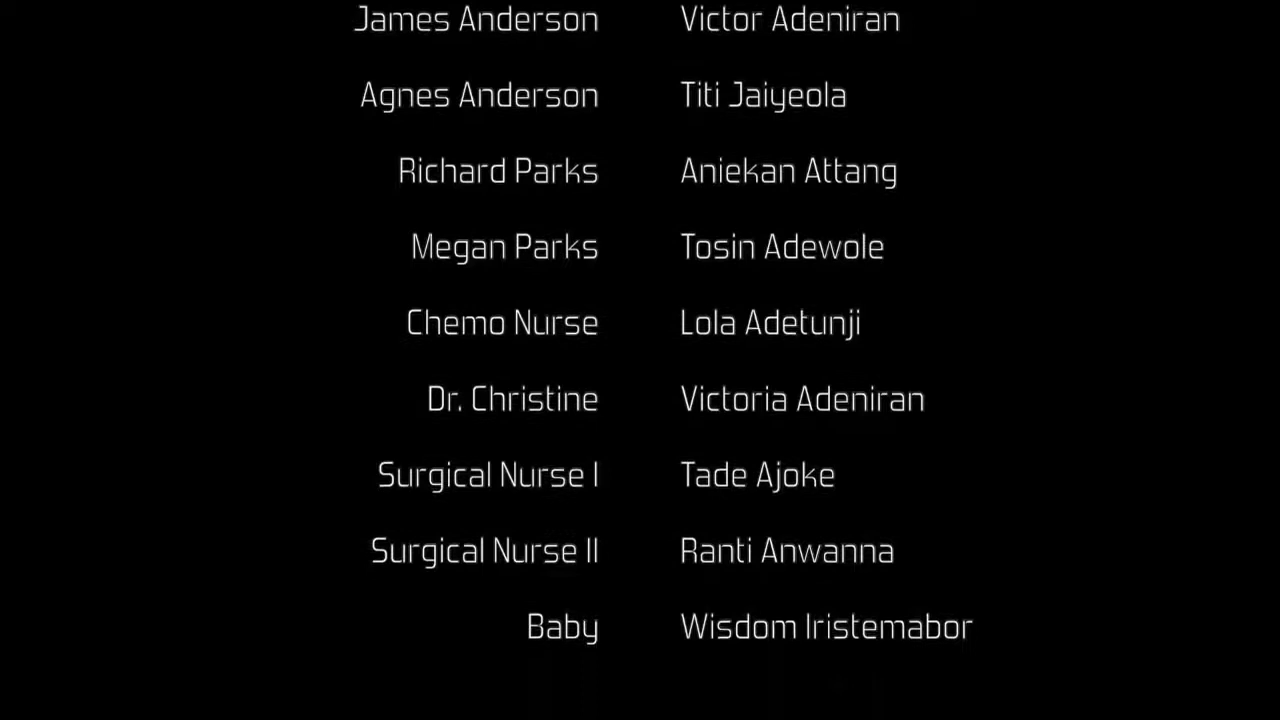 James Anderson Victor Adeniran
Agnes Anderson Titi Jaiyeola
Richard Parks Aniekan Attang
Megan Parks Tosin Adewole
Chemo Nurse Lola Adetunji
Dr. Christine Victoria Adeniran
Surgical Nurse I Tade Ajoke
Surgical Nurse II Ranti Anwanna
Baby Wisdom Iristemabor